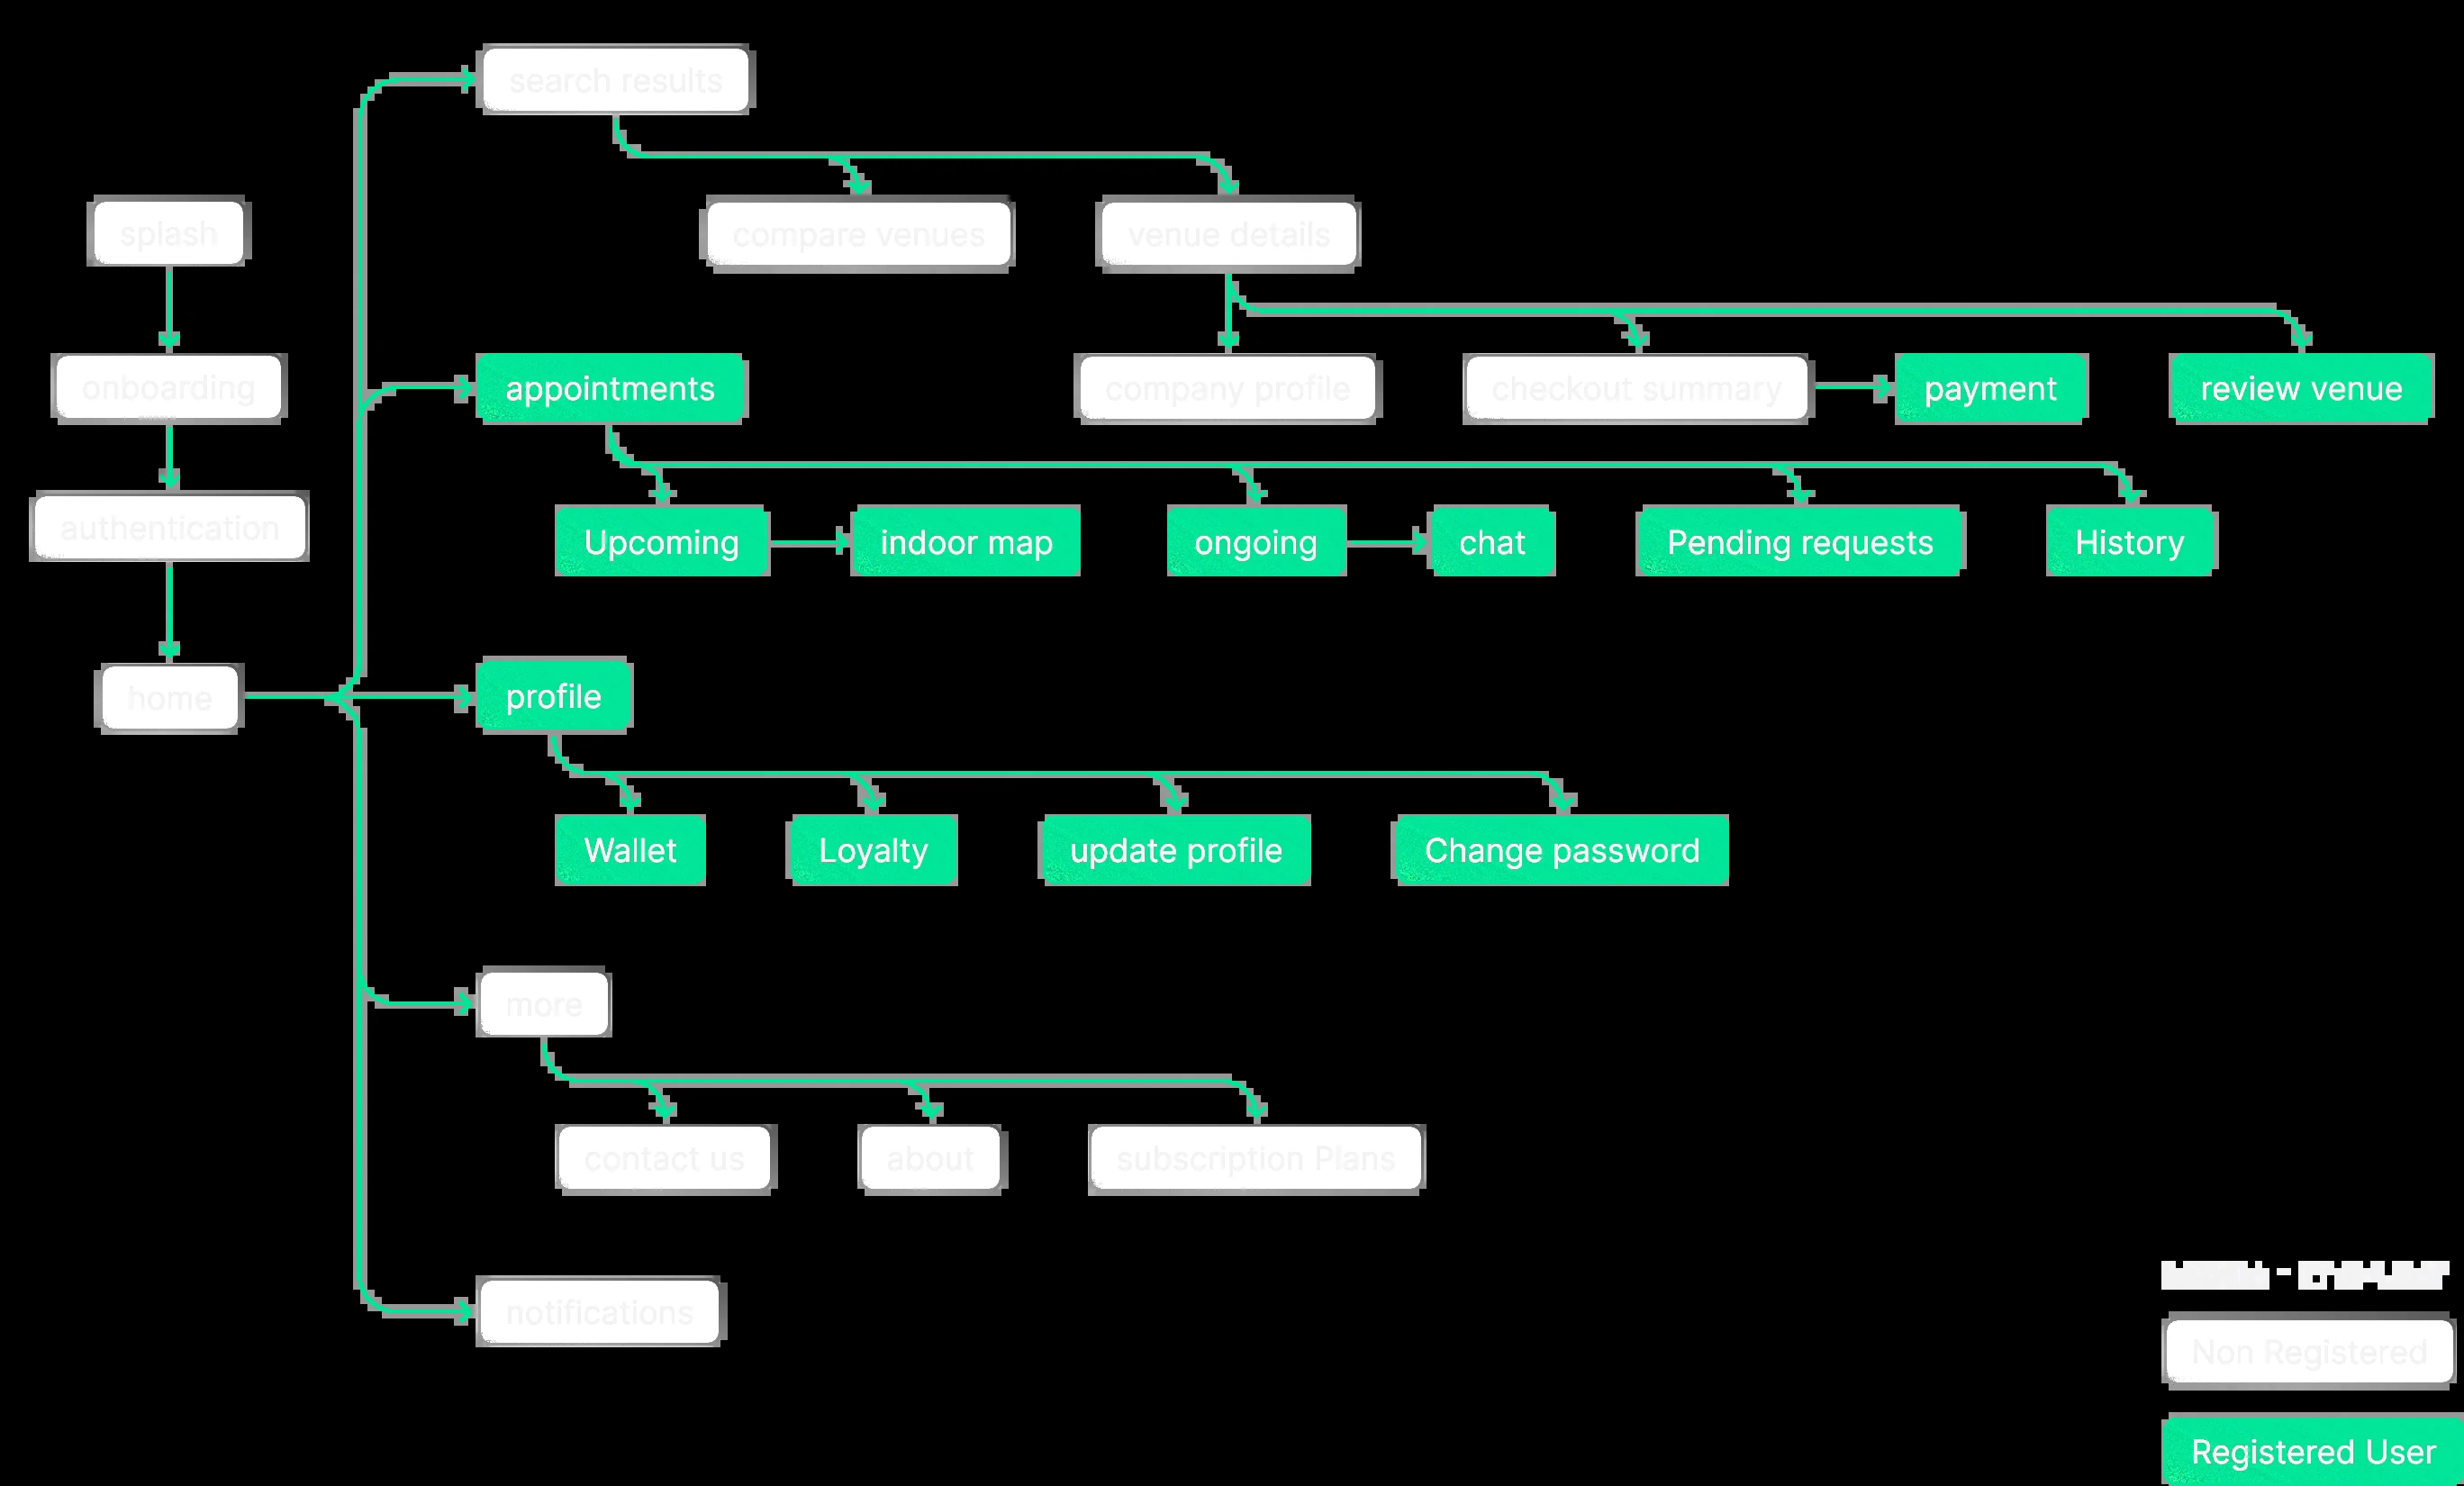 search results
splash
compare venues
venue details
onboarding
appointments
company profile
checkout summary
payment
review venue
authentication
Upcoming
indoor map
ongoing
chat
Pending requests
History
home
profile
Wallet
Loyalty
update profile
Change password
more
contact us
about
subscription Plans
notifications
Non Registered
Registered User